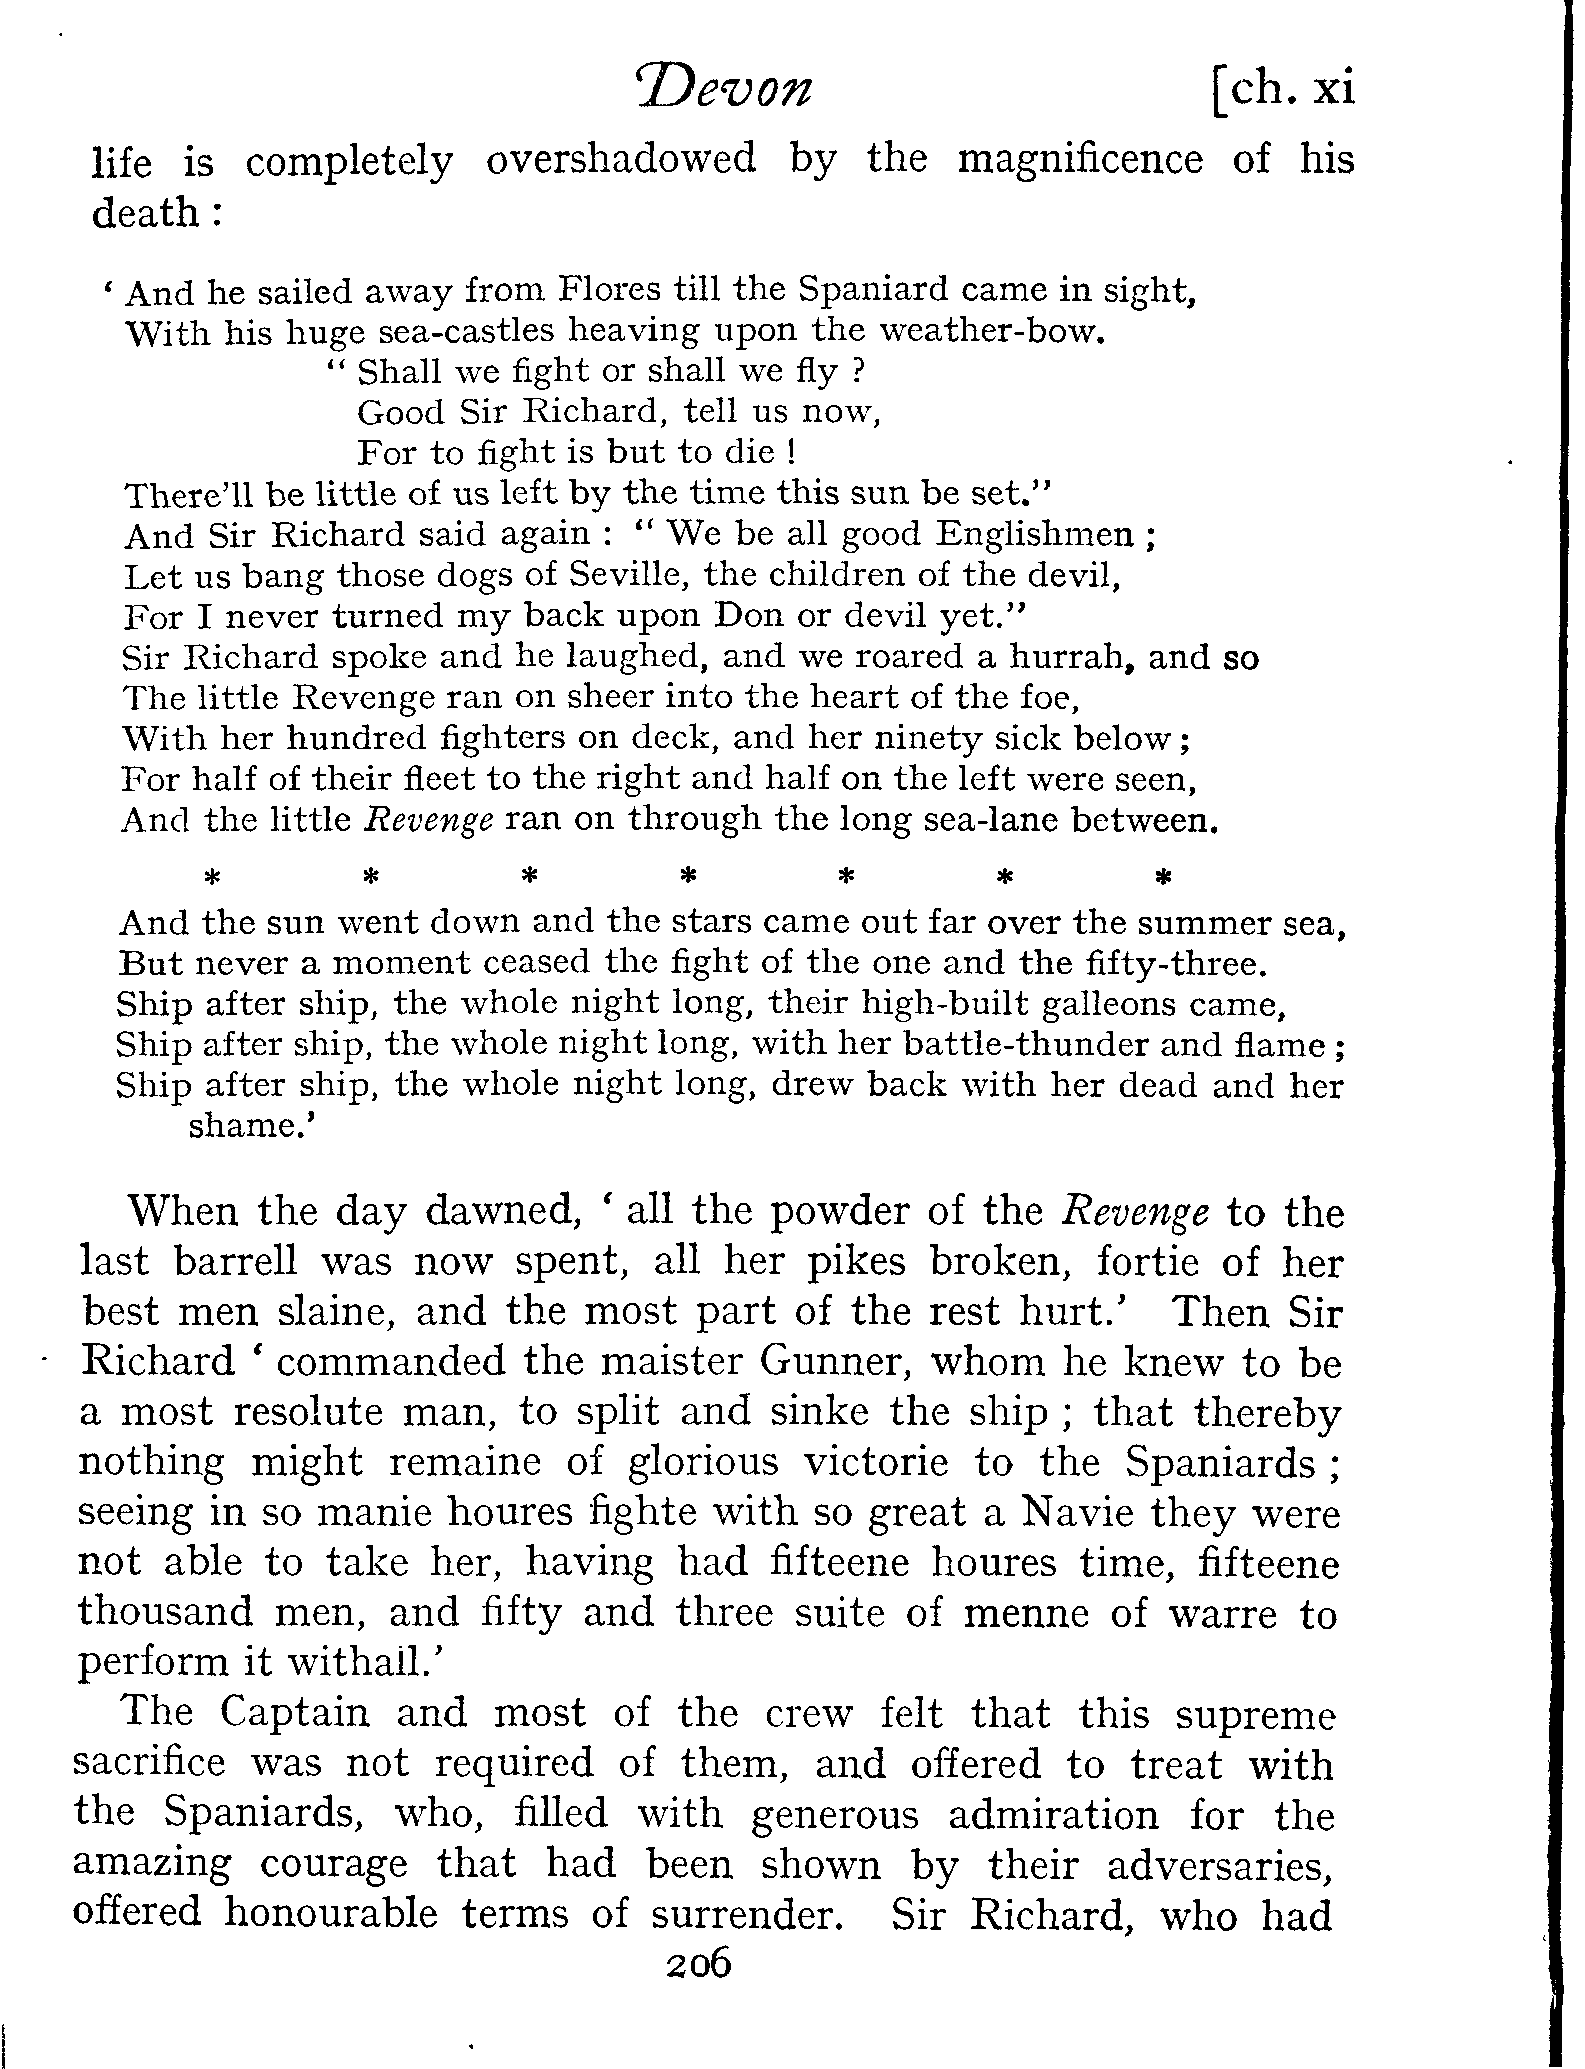 Devon [ch. xi
life is completely overshadowed by the magnificence of his
death :
‘ And he sailed away from Flores till the Spaniard came in sight,
With his huge sea-castles heaving upon the weather-bow.
“ Shall we fight or shall we fly ?
Good Sir Richard, tell us now,
For to fight is but to die !
There’ll be little of us left by the time this sun be set.”
And Sir Richard said again : “ We be all good Englishmen ;
Let us bang those dogs of Seville, the children of the devil,
For I never turned my back upon Don or devil yet.”
Sir Richard spoke and he laughed, and we roared a hurrah, and so
The little Revenge ran on sheer into the heart of the foe,
With her hundred fighters on deck, and her ninety sick below ;
For half of their fleet to the right and half on the left were seen,
And the little Revenge ran on through the long sea-lane between.
* * * * * * *
And the sun went down and the stars came out far over the summer sea,
But never a moment ceased the fight of the one and the fifty-three.
Ship after ship, the whole night long, their high-built galleons came,
Ship after ship, the whole night long, with her battle-thunder and flame ;
Ship after ship, the whole night long, drew back with her dead and her
shame.’
When the day dawned, ‘ all the powder of the Revenge to the
last barrell was now spent, all her pikes broken, fortie of her
best men slaine, and the most part of the rest hurt.’ Then Sir
Richard ‘ commanded the maister Gunner, whom he knew to be
a most resolute man, to split and sinke the ship ; that thereby
nothing might remaine of glorious victorie to the Spaniards ;
seeing in so manie houres fighte with so great a Navie they were
not able to take her, having had fifteene houres time, fifteene
thousand men, and fifty and three suite of menne of warre to
perform it withall.’
The Captain and most of the crew felt that this supreme
sacrifice was not required of them, and offered to treat with
the Spaniards, who, filled with generous admiration for the
amazing courage that had been shown by their adversaries,
offered honourable terms of surrender. Sir Richard, who had
206